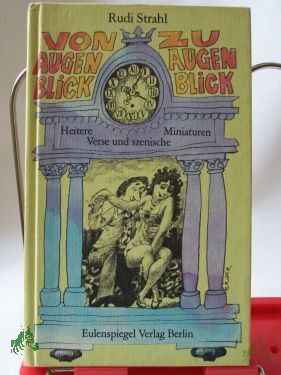 Rudi Strahl
VON ZU
AUGEN AUGEN
BLICK BLICK
Heitere Miniaturen
Verse und szenische
Eulenspiegel Verlag Berlin